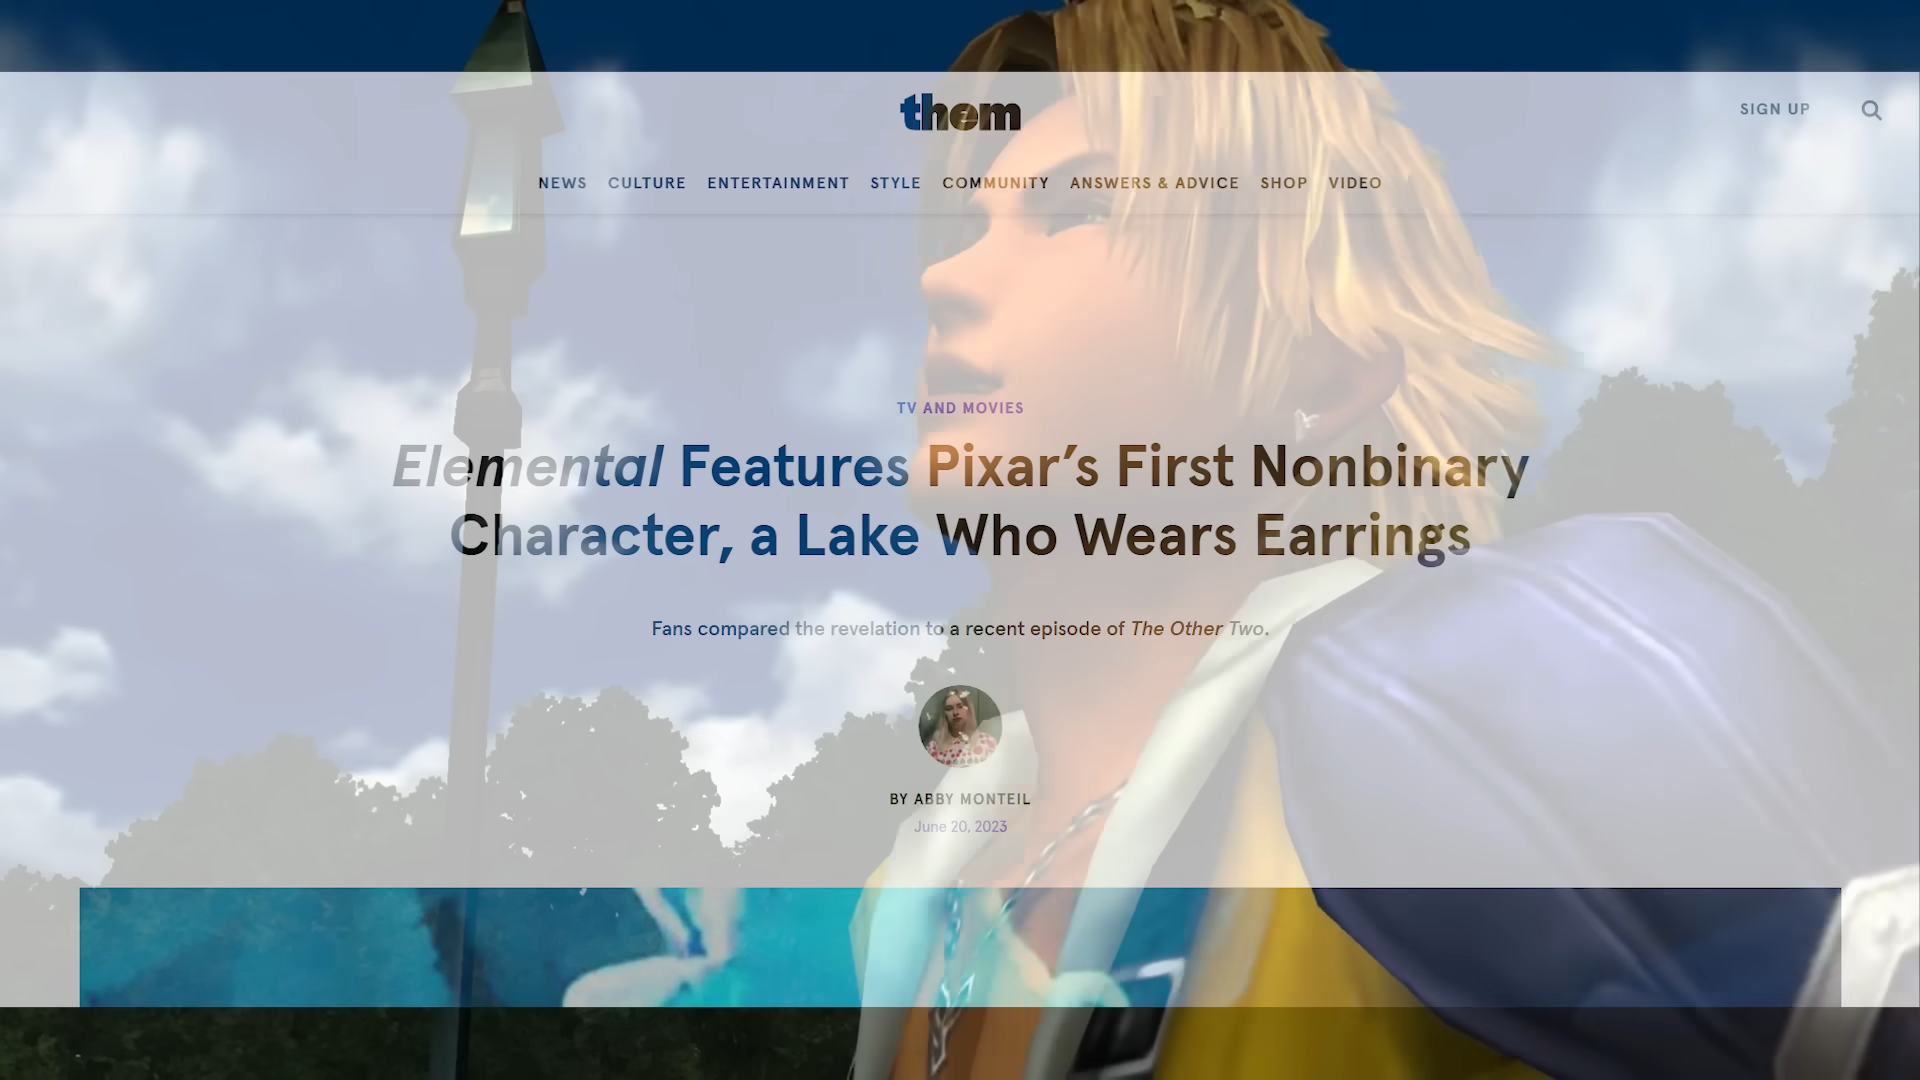 them
SIGN UP
NEWS CULTURE ENTERTAINMENT STYLE COMMUNITY ANSWERS & ADVICE SHOP VIDEO
TV AND MOVIES
Elemental Features Pixar’s First Nonbinary
Character, a Lake Who Wears Earrings
Fans compared the revelation to a recent episode of The Other Two.
BY ABBY MONTEIL
June 20, 2023